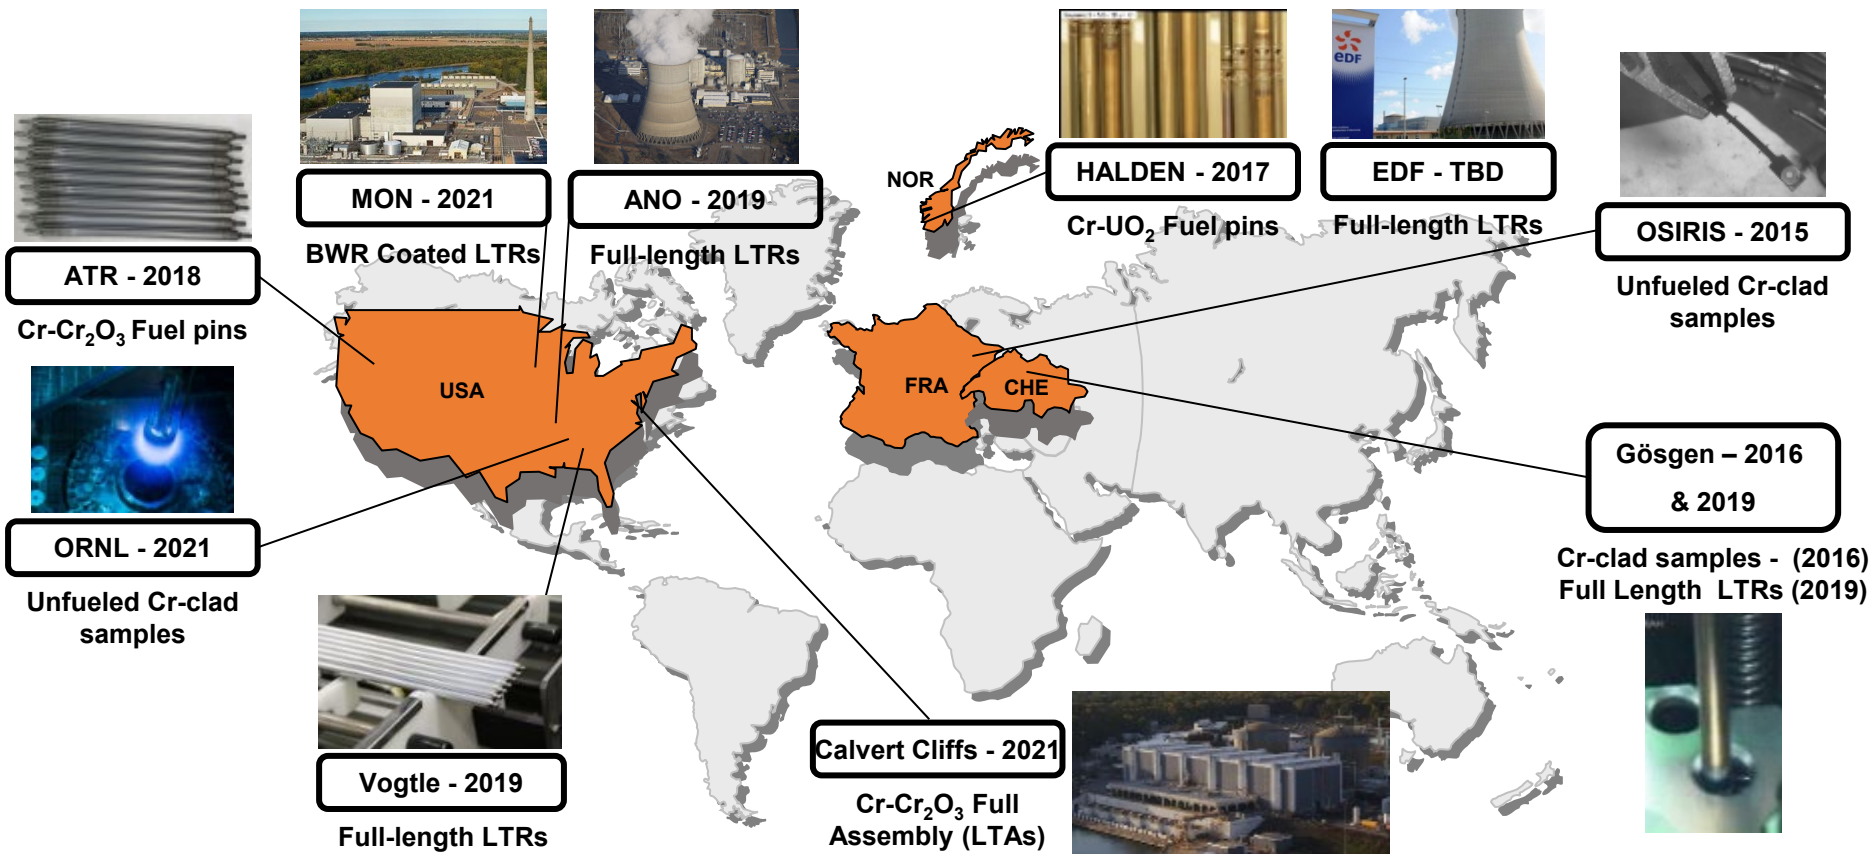 MON - 2021
BWR Coated LTRs
ANO - 2019
Full-length LTRs
NOR
HALDEN - 2017
Cr-UO₂ Fuel pins
eDF
EDF - TBD
Full-length LTRs
OSIRIS - 2015
Unfueled Cr-clad
samples
ATR - 2018
Cr-Cr₂O₃ Fuel pins
USA
FRA
CHE
ORNL - 2021
Unfueled Cr-clad
samples
Gösgen – 2016
& 2019
Cr-clad samples - (2016)
Full Length LTRs (2019)
Vogtle - 2019
Full-length LTRs
Calvert Cliffs - 2021
Cr-Cr₂O₃ Full
Assembly (LTAs)